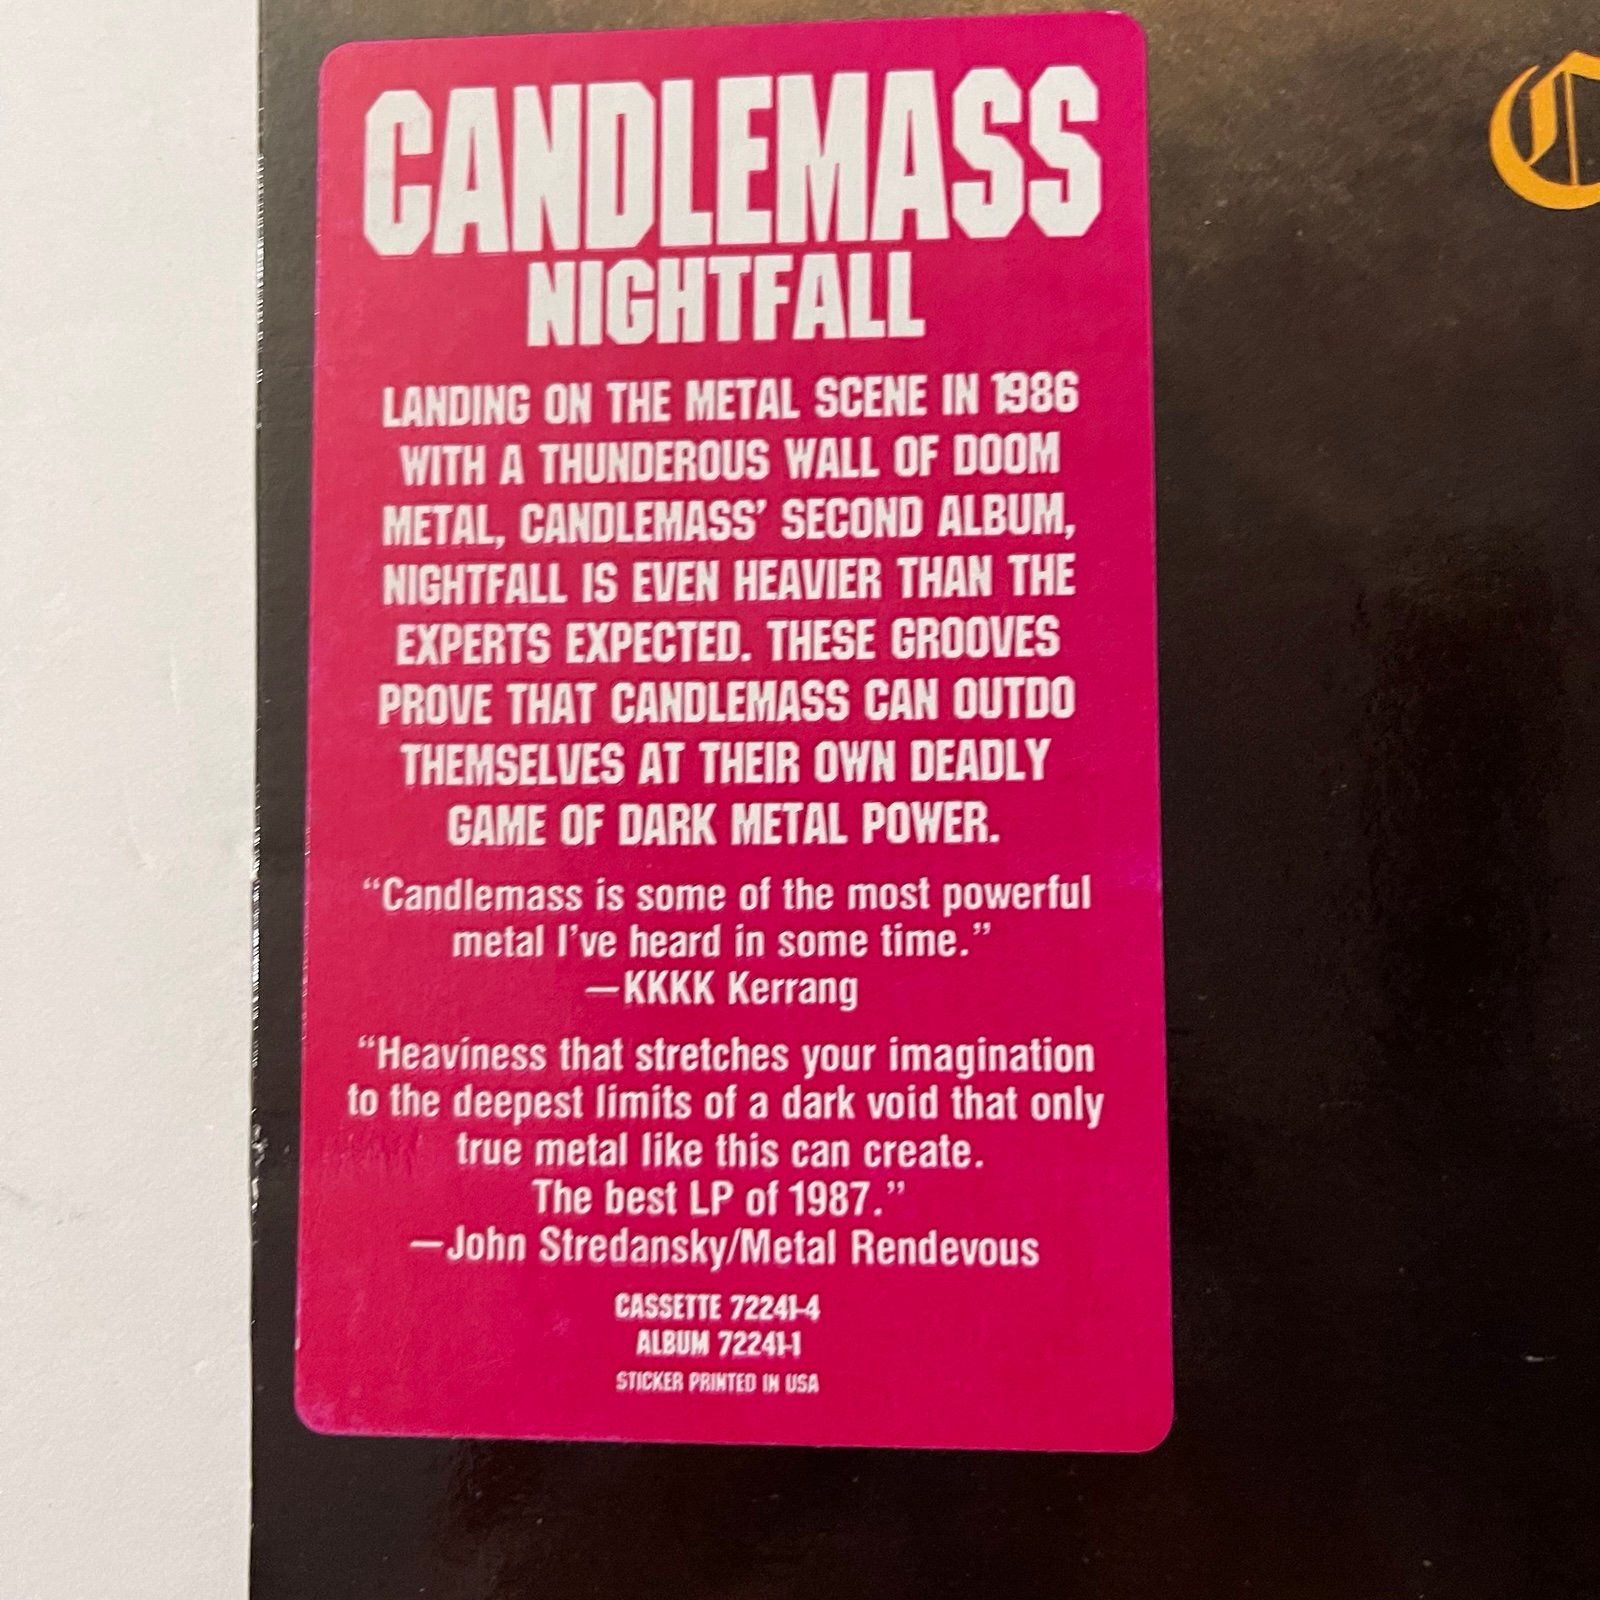 CANDLEMASS
NIGHTFALL
LANDING ON THE METAL SCENE IN 1986
WITH A THUNDEROUS WALL OF DOOM
METAL, CANDLEMASS' SECOND ALBUM,
NIGHTFALL IS EVEN HEAVIER THAN THE
EXPERTS EXPECTED. THESE GROOVES
PROVE THAT CANDLEMASS CAN OUTDO
THEMSELVES AT THEIR OWN DEADLY
GAME OF DARK METAL POWER.
“Candlemass is some of the most powerful
metal I’ve heard in some time.”
—KKKK Kerrang
“Heaviness that stretches your imagination
to the deepest limits of a dark void that only
true metal like this can create.
The best LP of 1987.”
—John Stredansky/Metal Rendevous
CASSETTE 72241-4
ALBUM 72241-1
STICKER PRINTED IN USA
C